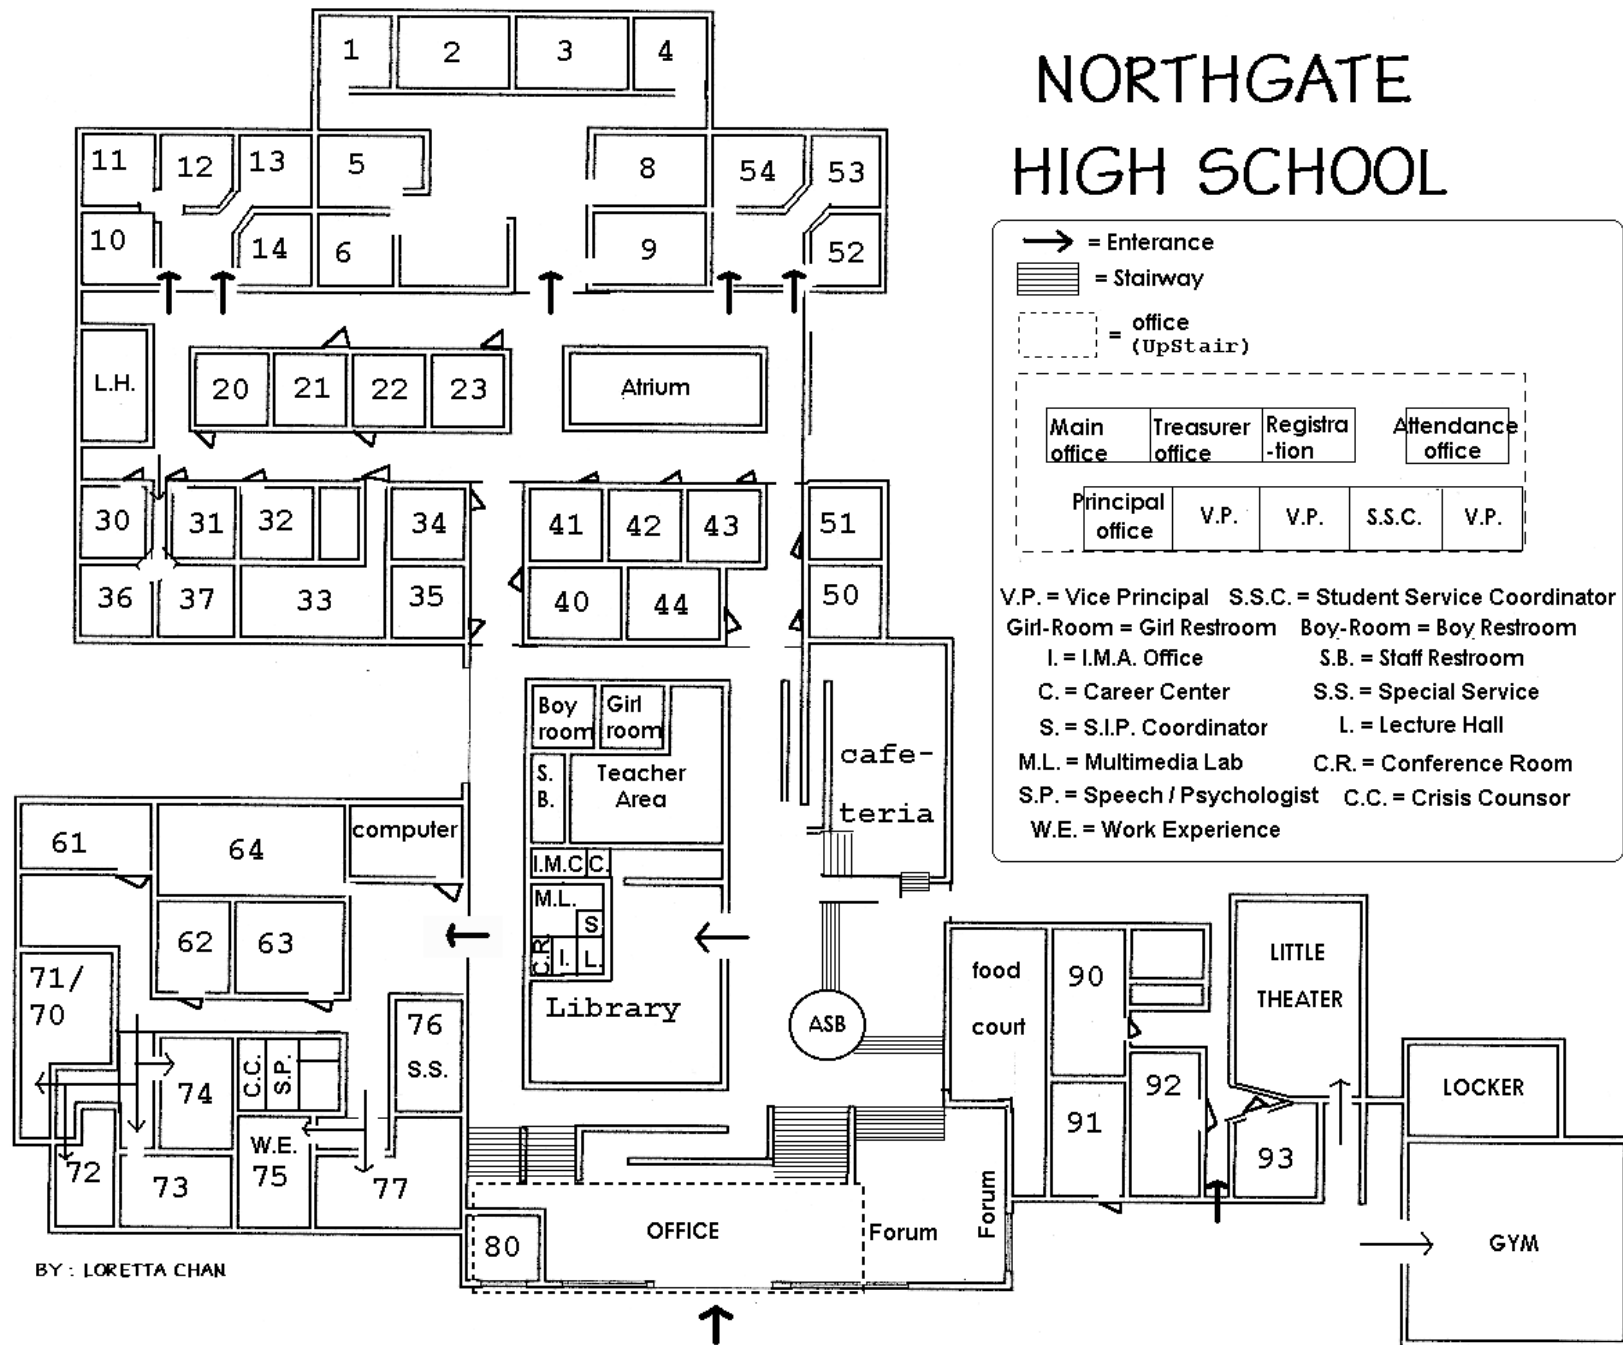 NORTHGATE
HIGH SCHOOL
1 2 3 4
11 12 13 5 8 54 53
10 14 6 9 52
= Enterance
= Stairway
= office
(UpStair)
L.H. 20 21 22 23 Atrium
Main office
Treasurer office
Registra-tion
Attendance office
Principal office
V.P.
V.P.
S.S.C.
V.P.
30 31 32 34 41 42 43 51
36 37 33 35 40 44 50
V.P. = Vice Principal S.S.C. = Student Service Coordinator
Girl-Room = Girl Restroom Boy-Room = Boy Restroom
I. = I.M.A. Office S.B. = Staff Restroom
C. = Career Center S.S. = Special Service
S. = S.I.P. Coordinator L. = Lecture Hall
M.L. = Multimedia Lab C.R. = Conference Room
S.P. = Speech / Psychologist C.C. = Crisis Counsor
W.E. = Work Experience
Boy room
Girl room
S.B.
Teacher Area
cafe-
teria
61 64 computer
I.M.C C.
M.L.
S
C.R. I. L.
62 63
71/
70
Library
ASB
food
court
90
LITTLE
THEATER
76
S.S.
C.C. S.P.
74
92
91
LOCKER
W.E.
75
72 73 77
93
80 OFFICE Forum Forum
GYM
BY : LORETTA CHAN